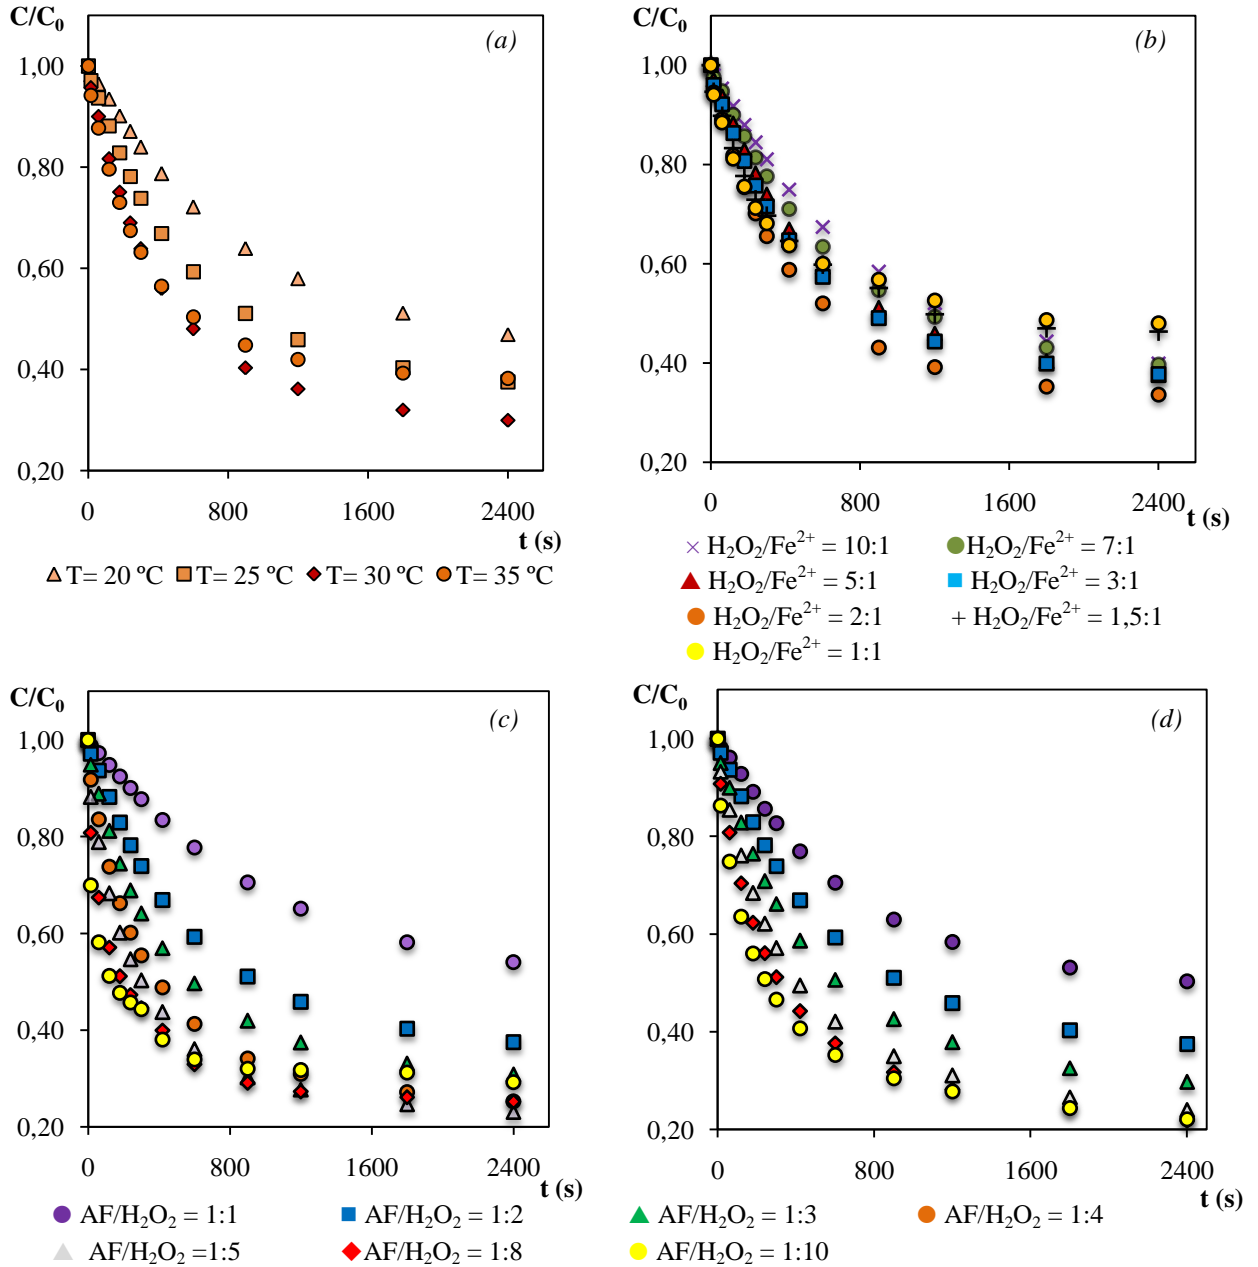 C/C₀
(a)
1,00
0,80
0,60
0,40
0,20
0
800
1600
2400
t (s)
T= 20 ºC
T= 25 ºC
T= 30 ºC
T= 35 ºC
C/C₀
(b)
1,00
0,80
0,60
0,40
0,20
0
800
1600
2400
t (s)
H₂O₂/Fe²⁺ = 10:1
H₂O₂/Fe²⁺ = 7:1
H₂O₂/Fe²⁺ = 5:1
H₂O₂/Fe²⁺ = 3:1
H₂O₂/Fe²⁺ = 2:1
H₂O₂/Fe²⁺ = 1,5:1
H₂O₂/Fe²⁺ = 1:1
C/C₀
(c)
1,00
0,80
0,60
0,40
0,20
0
800
1600
2400
t (s)
C/C₀
(d)
1,00
0,80
0,60
0,40
0,20
0
800
1600
2400
t (s)
AF/H₂O₂ = 1:1
AF/H₂O₂ = 1:2
AF/H₂O₂ = 1:3
AF/H₂O₂ = 1:4
AF/H₂O₂ =1:5
AF/H₂O₂ = 1:8
AF/H₂O₂ = 1:10